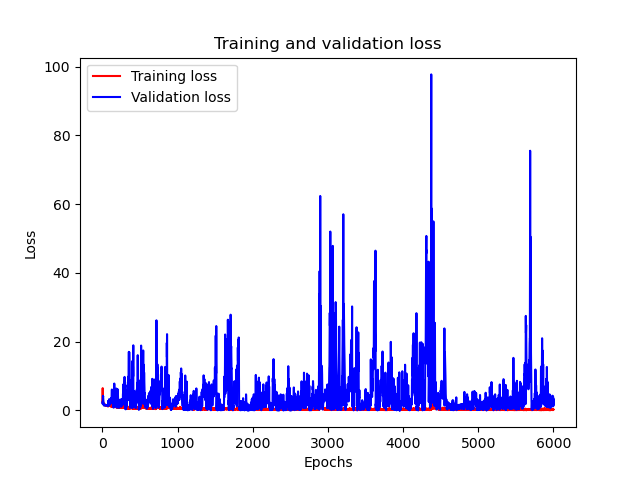 Training and validation loss
Training loss
Validation loss
100
80
60
40
20
0
Loss
0 1000 2000 3000 4000 5000 6000
Epochs